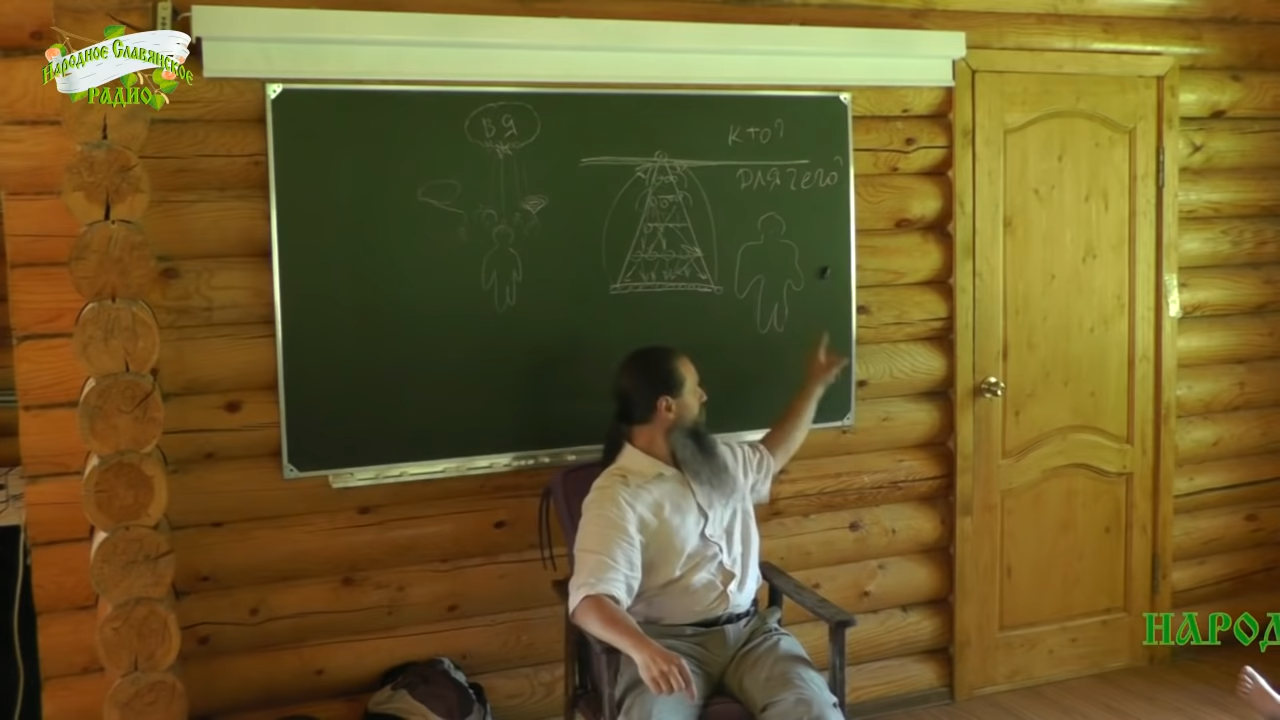 Народное Славянское
РАДИО
ВЯ
КТО?
ДЛЯ ЧЕГО?
НАРОД